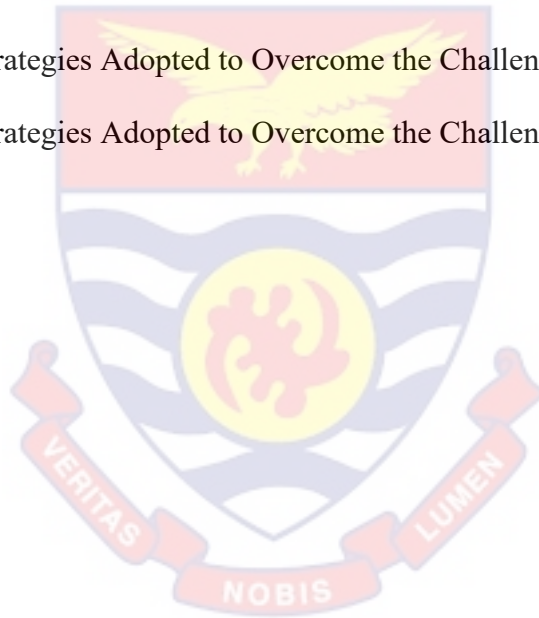 rategies Adopted to Overcome the Challen
rategies Adopted to Overcome the Challen
VERITAS
NOBIS
LUMEN